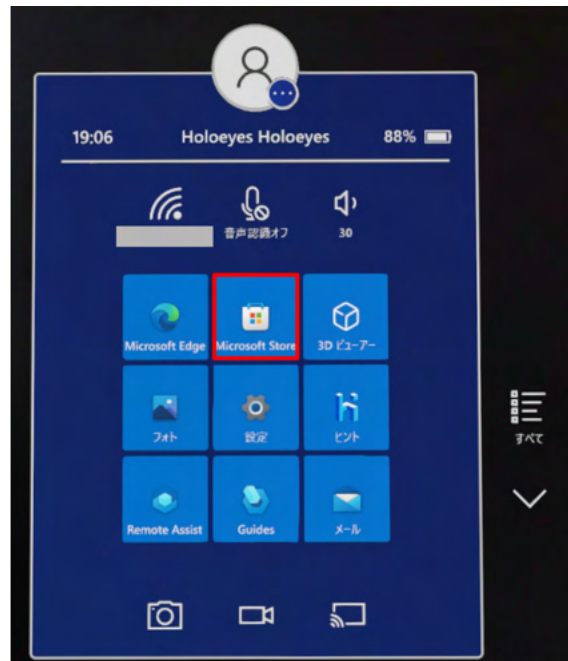 19:06 Holoeyes Holoeyes 88%
音声認識オフ 30
Microsoft Edge Microsoft Store 3D ビューアー
フォト 設定 ヒント
すべて
Remote Assist Guides メール